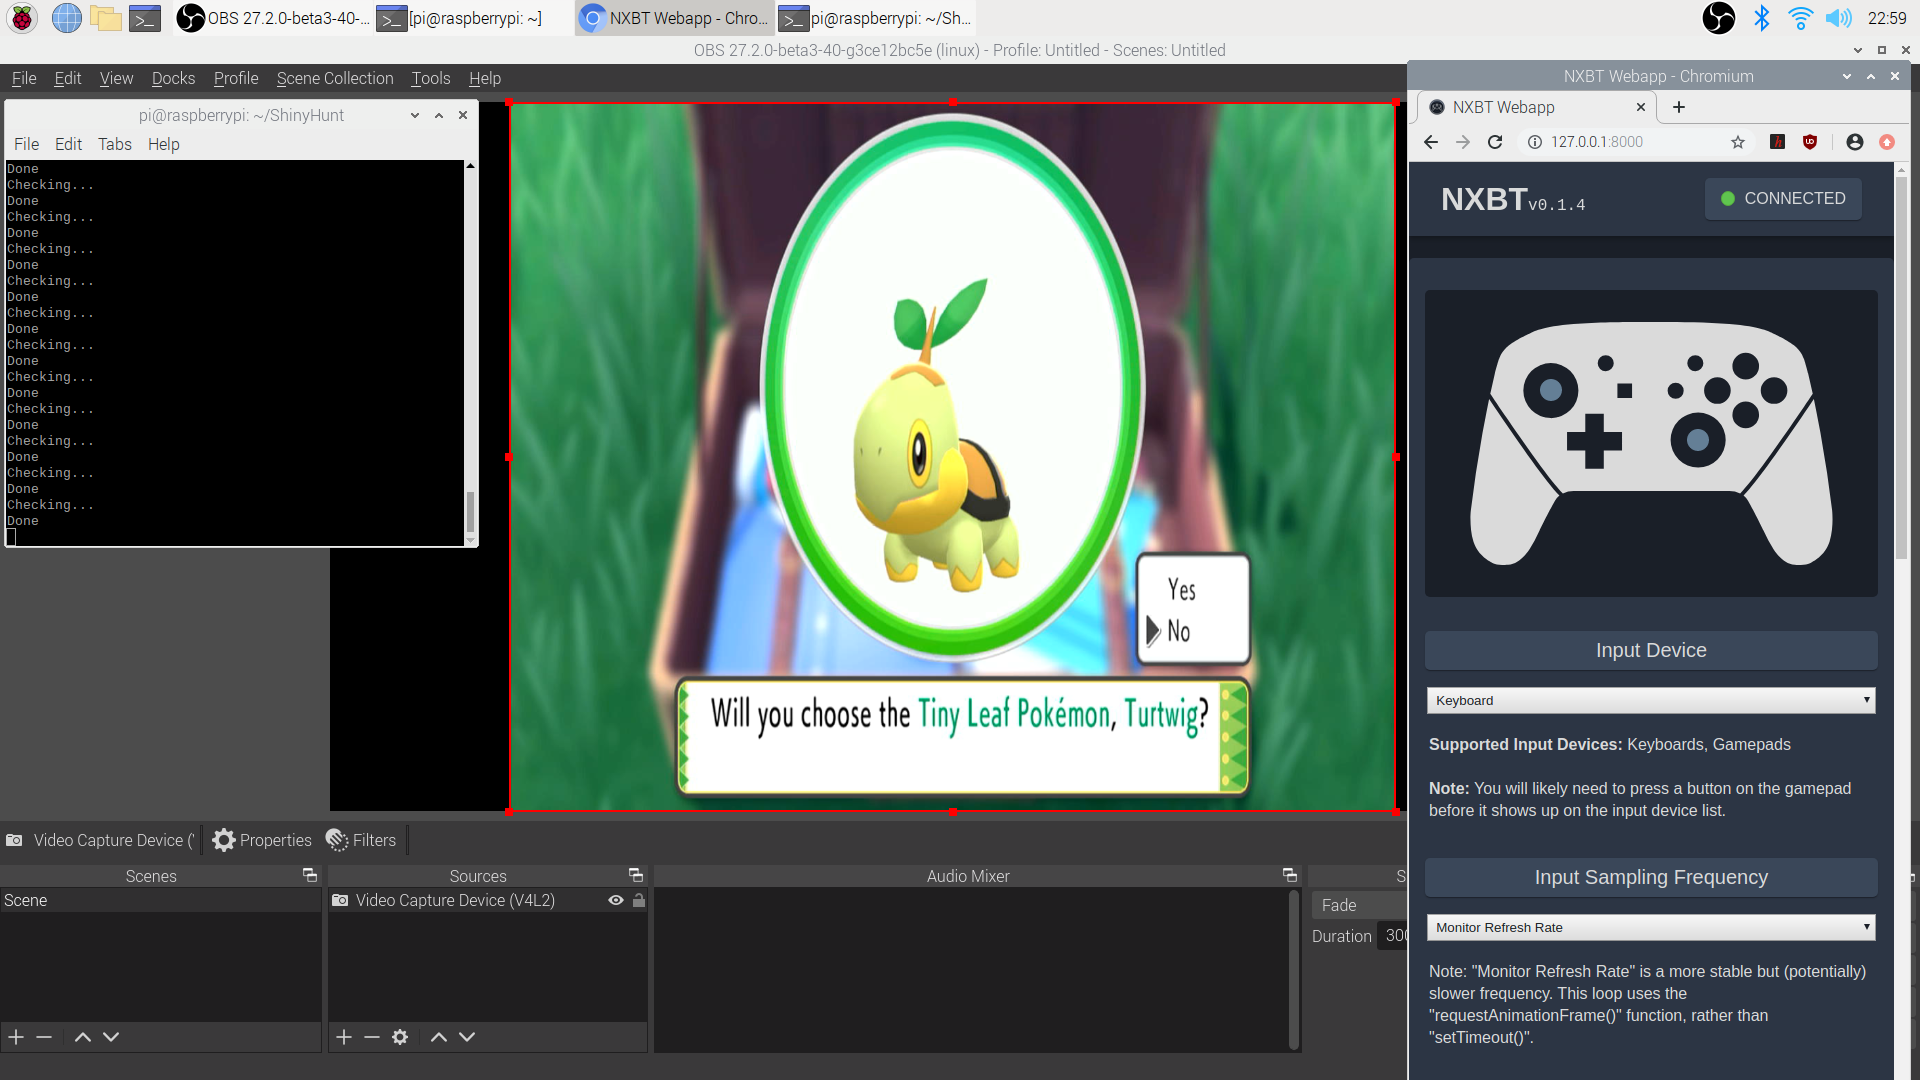 OBS 27.2.0-beta3-40-...
[pi@raspberrypi: ~]
NXBT Webapp - Chro...
pi@raspberrypi: ~/Sh...
22:59
OBS 27.2.0-beta3-40-g3ce12bc5e (linux) - Profile: Untitled - Scenes: Untitled
File Edit View Docks Profile Scene Collection Tools Help
pi@raspberrypi: ~/ShinyHunt
File Edit Tabs Help
Done
Checking...
Done
Checking...
Done
Checking...
Done
Checking...
Done
Checking...
Done
Checking...
Done
Checking...
Done
Checking...
Done
Checking...
Done
Checking...
Done
Checking...
Done
Yes
No
Will you choose the Tiny Leaf Pokémon, Turtwig?
Video Capture Device (
Properties
Filters
Scenes
Scene
Sources
Video Capture Device (V4L2)
Audio Mixer
Fade
Duration
NXBT Webapp - Chromium
NXBT Webapp
127.0.0.1:8000
NXBT v0.1.4
CONNECTED
Input Device
Keyboard
Supported Input Devices: Keyboards, Gamepads
Note: You will likely need to press a button on the gamepad
before it shows up on the input device list.
Input Sampling Frequency
Monitor Refresh Rate
Note: "Monitor Refresh Rate" is a more stable but (potentially)
slower frequency. This loop uses the
"requestAnimationFrame()" function, rather than
"setTimeout()".